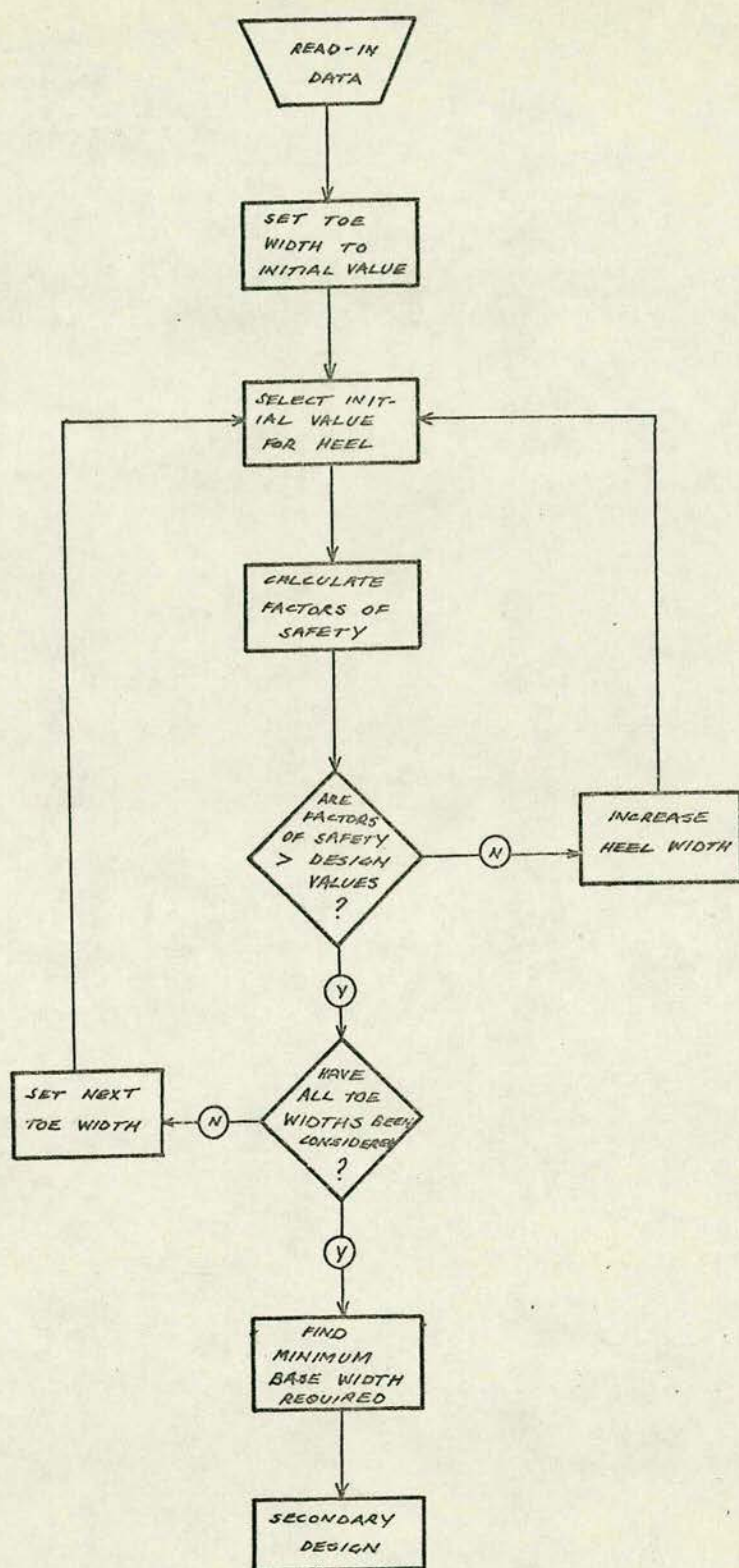 READ-IN
DATA
SET TOE
WIDTH TO
INITIAL VALUE
SELECT INIT-
IAL VALUE
FOR HEEL
CALCULATE
FACTORS OF
SAFETY
ARE
FACTORS
OF SAFETY
> DESIGN
VALUES
?
N
INCREASE
HEEL WIDTH
Y
HAVE
ALL TOE
WIDTHS BEEN
CONSIDERED
?
N
SET NEXT
TOE WIDTH
Y
FIND
MINIMUM
BASE WIDTH
REQUIRED
SECONDARY
DESIGN